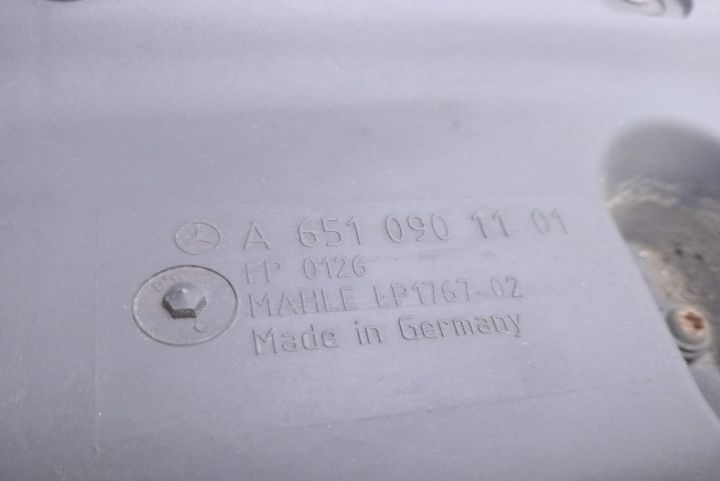 A 651 090 11 01
FP 0126
MAHLE LP1767-02
Made in Germany